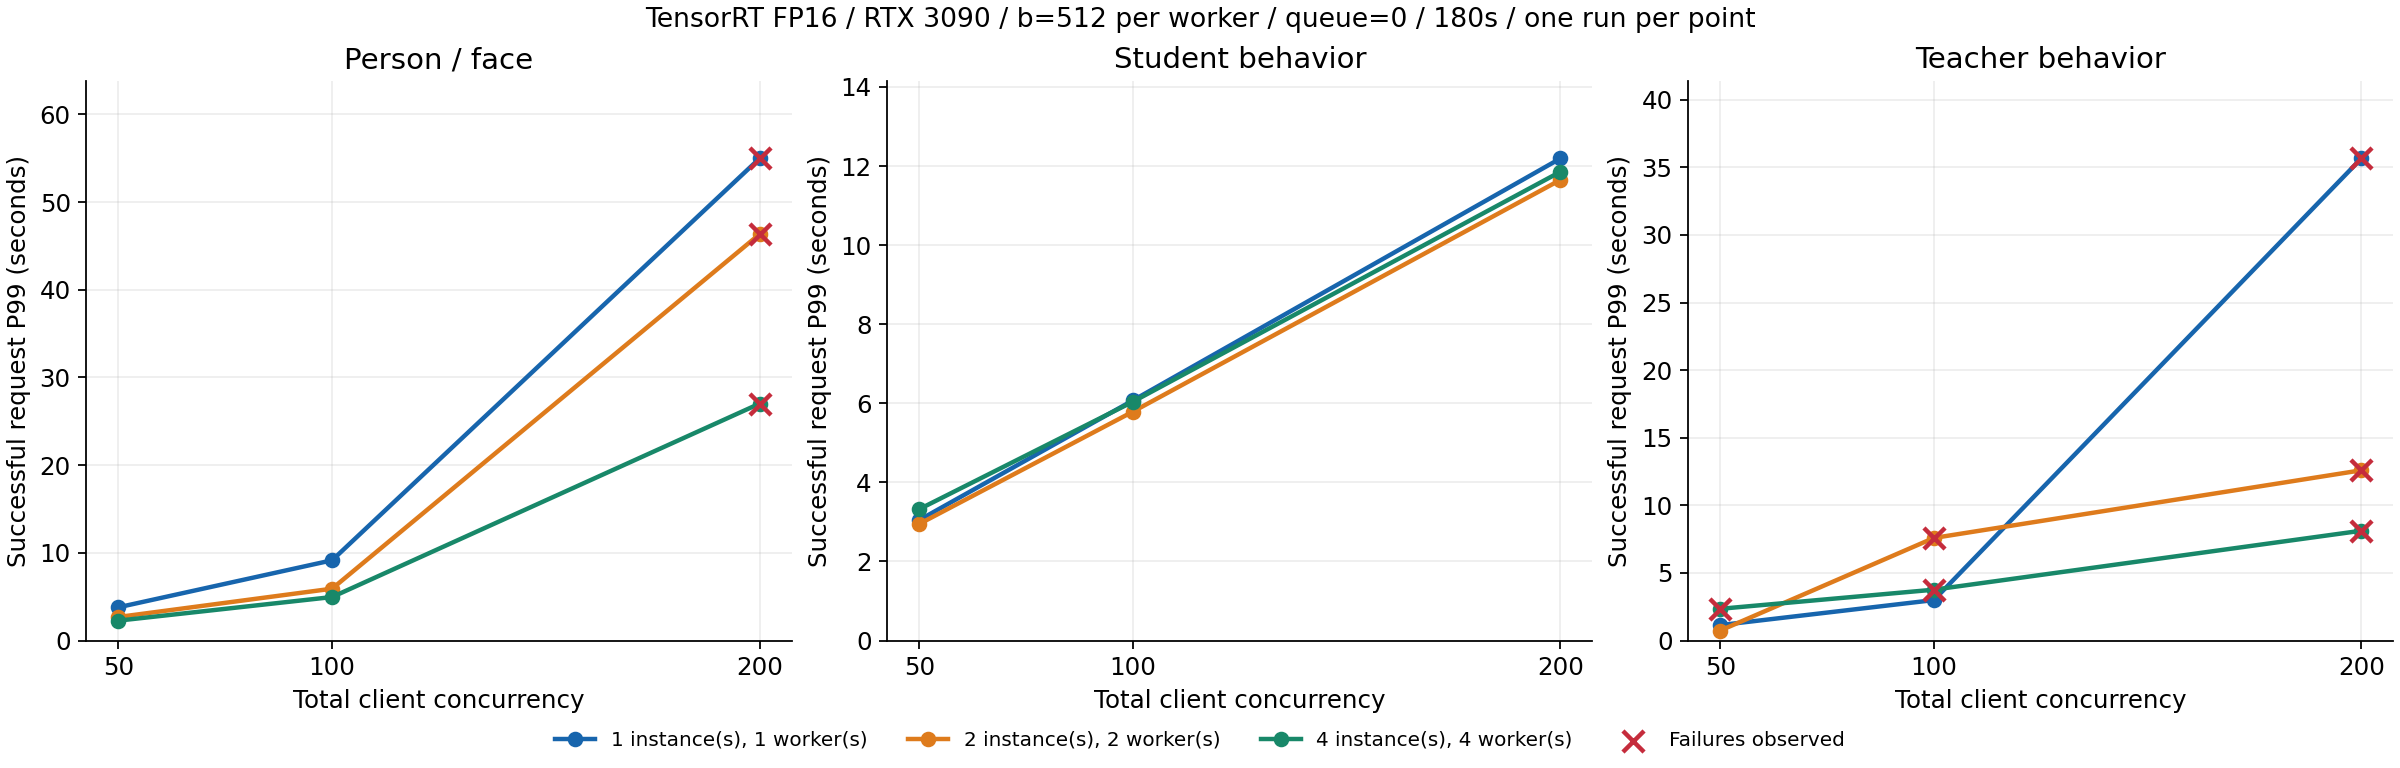 TensorRT FP16 / RTX 3090 / b=512 per worker / queue=0 / 180s / one run per point
Person / face
Successful request P99 (seconds)
60
50
40
30
20
10
0
50 100 200
Total client concurrency
Student behavior
Successful request P99 (seconds)
14
12
10
8
6
4
2
0
50 100 200
Total client concurrency
Teacher behavior
Successful request P99 (seconds)
40
35
30
25
20
15
10
5
0
50 100 200
Total client concurrency
1 instance(s), 1 worker(s) 2 instance(s), 2 worker(s) 4 instance(s), 4 worker(s) Failures observed